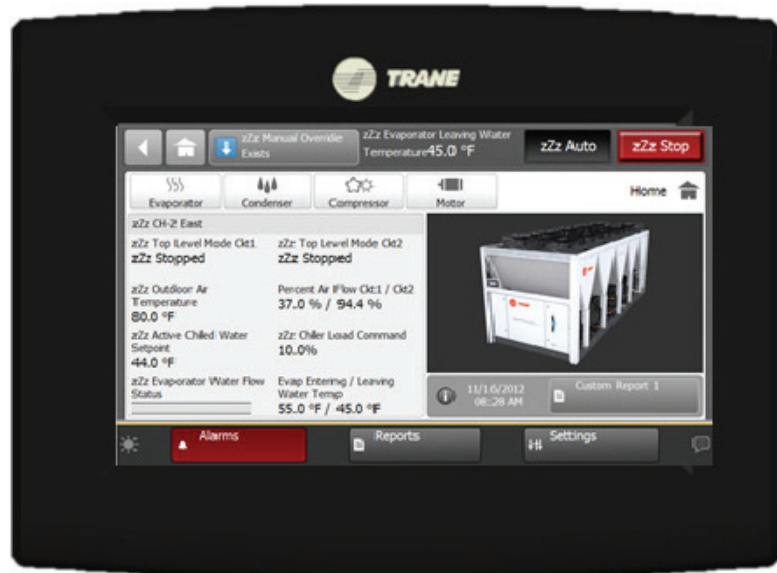 TRANE
zZz Manual Override
Exists
zZz Evaporator Leaving Water
Temperature45.0 °F
zZz Auto
zZz Stop
Evaporator
Condenser
Compressor
Motor
Home
zZz CH-2 East
zZz Top Level Mode Ckt1
zZz Stopped
zZz Top Level Mode Ckt2
zZz Stopped
zZz Outdoor Air
Temperature
80.0 °F
Percent Air Flow Ckt1 / Ckt2
37.0 % / 94.4 %
zZz Active Chilled Water
Setpoint
44.0 °F
zZz Chiller Load Command
10.0%
zZz Evaporator Water Flow
Status
Evap Entering / Leaving
Water Temp
55.0 °F / 45.0 °F
11/16/2012
08:28 AM
Custom Report 1
Alarms
Reports
Settings